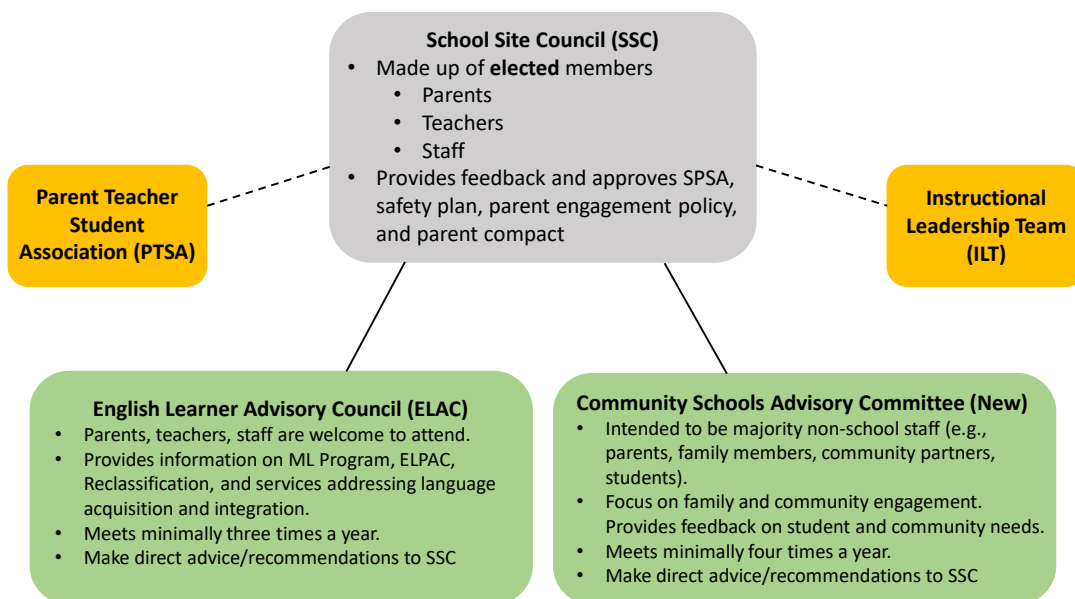 School Site Council (SSC)
• Made up of elected members
• Parents
• Teachers
• Staff
• Provides feedback and approves SPSA,
safety plan, parent engagement policy,
and parent compact
Parent Teacher
Student
Association (PTSA)
Instructional
Leadership Team
(ILT)
English Learner Advisory Council (ELAC)
• Parents, teachers, staff are welcome to attend.
• Provides information on ML Program, ELPAC,
Reclassification, and services addressing language
acquisition and integration.
• Meets minimally three times a year.
• Make direct advice/recommendations to SSC
Community Schools Advisory Committee (New)
• Intended to be majority non-school staff (e.g.,
parents, family members, community partners,
students).
• Focus on family and community engagement.
Provides feedback on student and community needs.
• Meets minimally four times a year.
• Make direct advice/recommendations to SSC